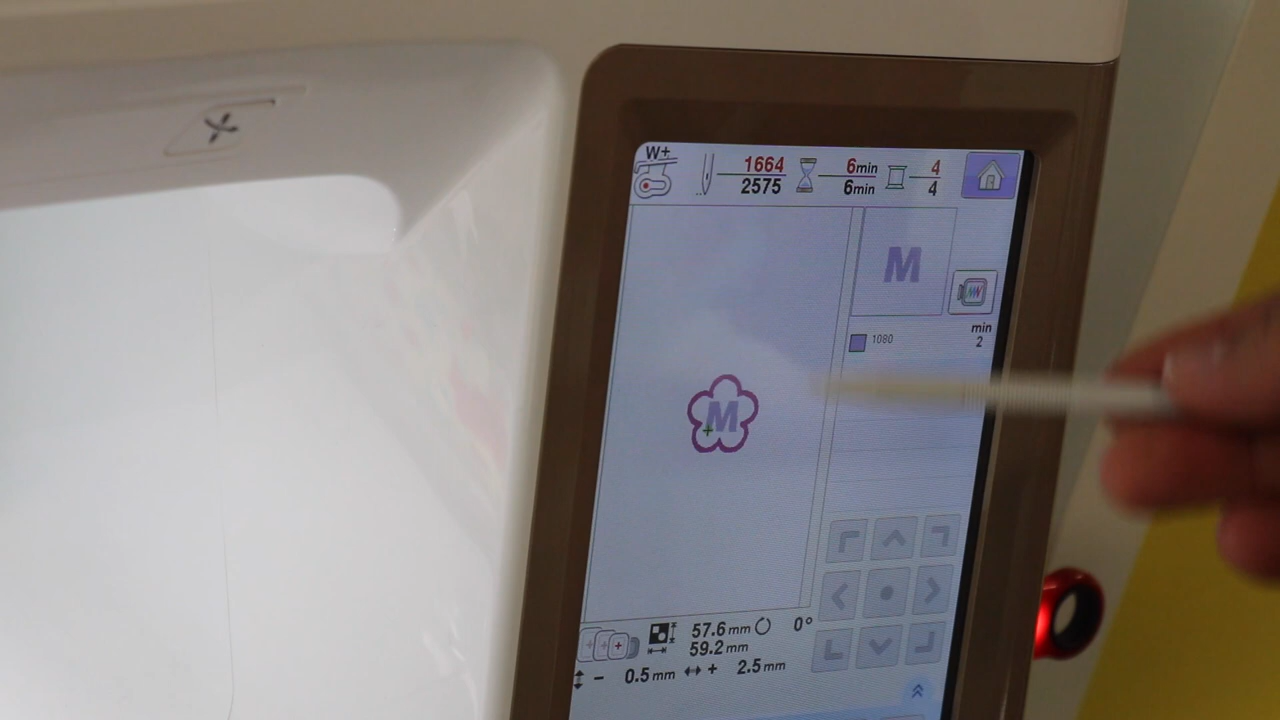 W+
1664 6min 4
2575 6min 4
M
min
1080 2
M
57.6 mm 0°
59.2 mm
− 0.5 mm + 2.5 mm